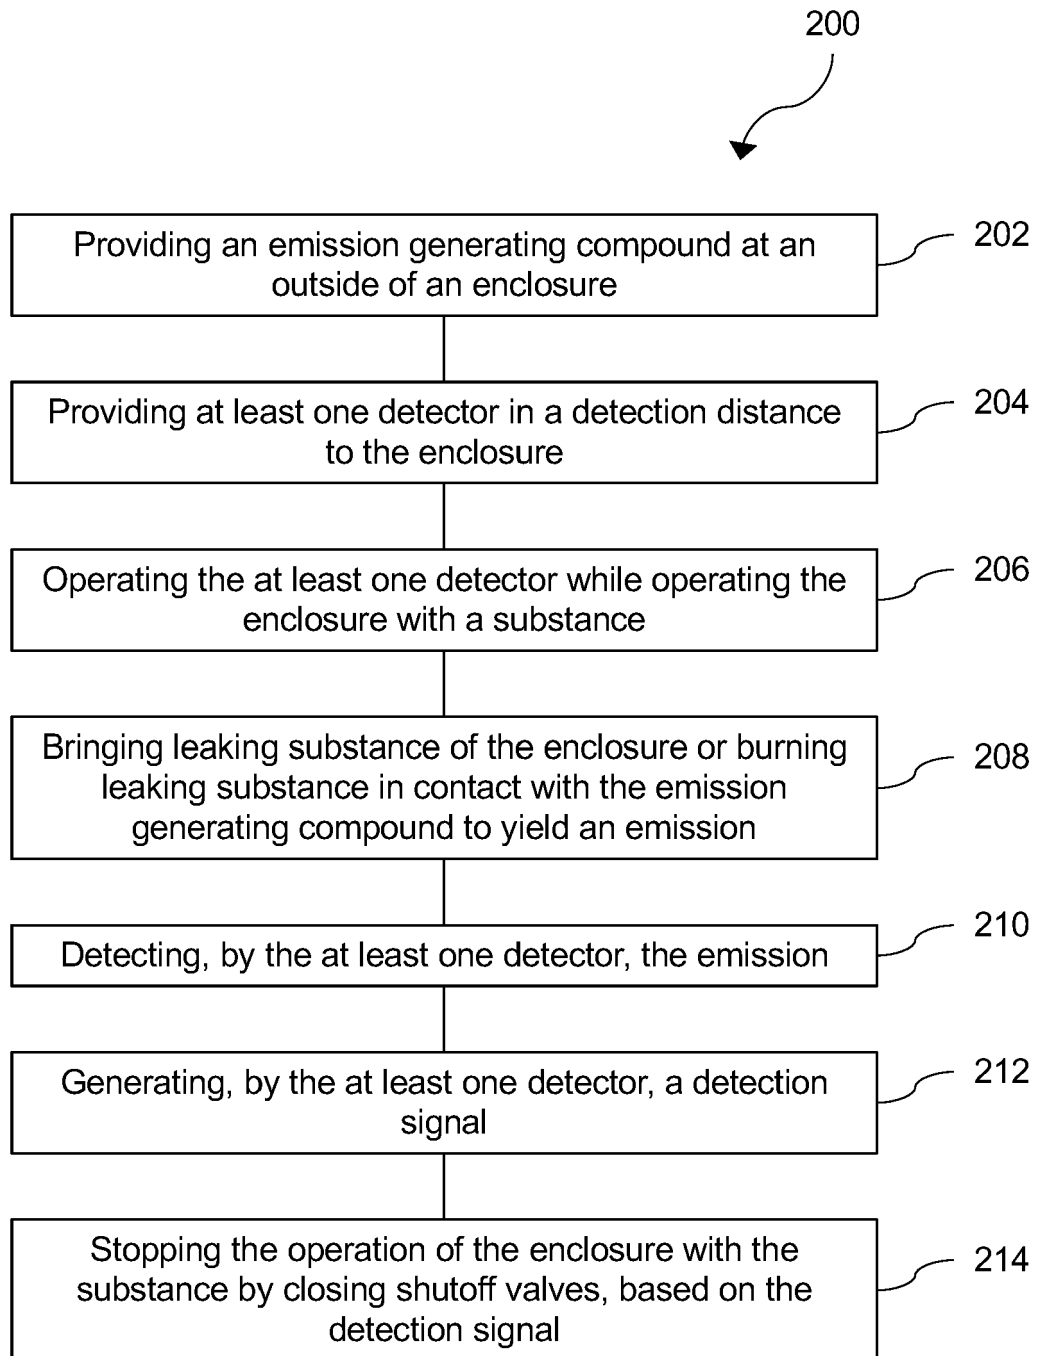 200
Providing an emission generating compound at an
outside of an enclosure
202
Providing at least one detector in a detection distance
to the enclosure
204
Operating the at least one detector while operating the
enclosure with a substance
206
Bringing leaking substance of the enclosure or burning
leaking substance in contact with the emission
generating compound to yield an emission
208
Detecting, by the at least one detector, the emission
210
Generating, by the at least one detector, a detection
signal
212
Stopping the operation of the enclosure with the
substance by closing shutoff valves, based on the
detection signal
214